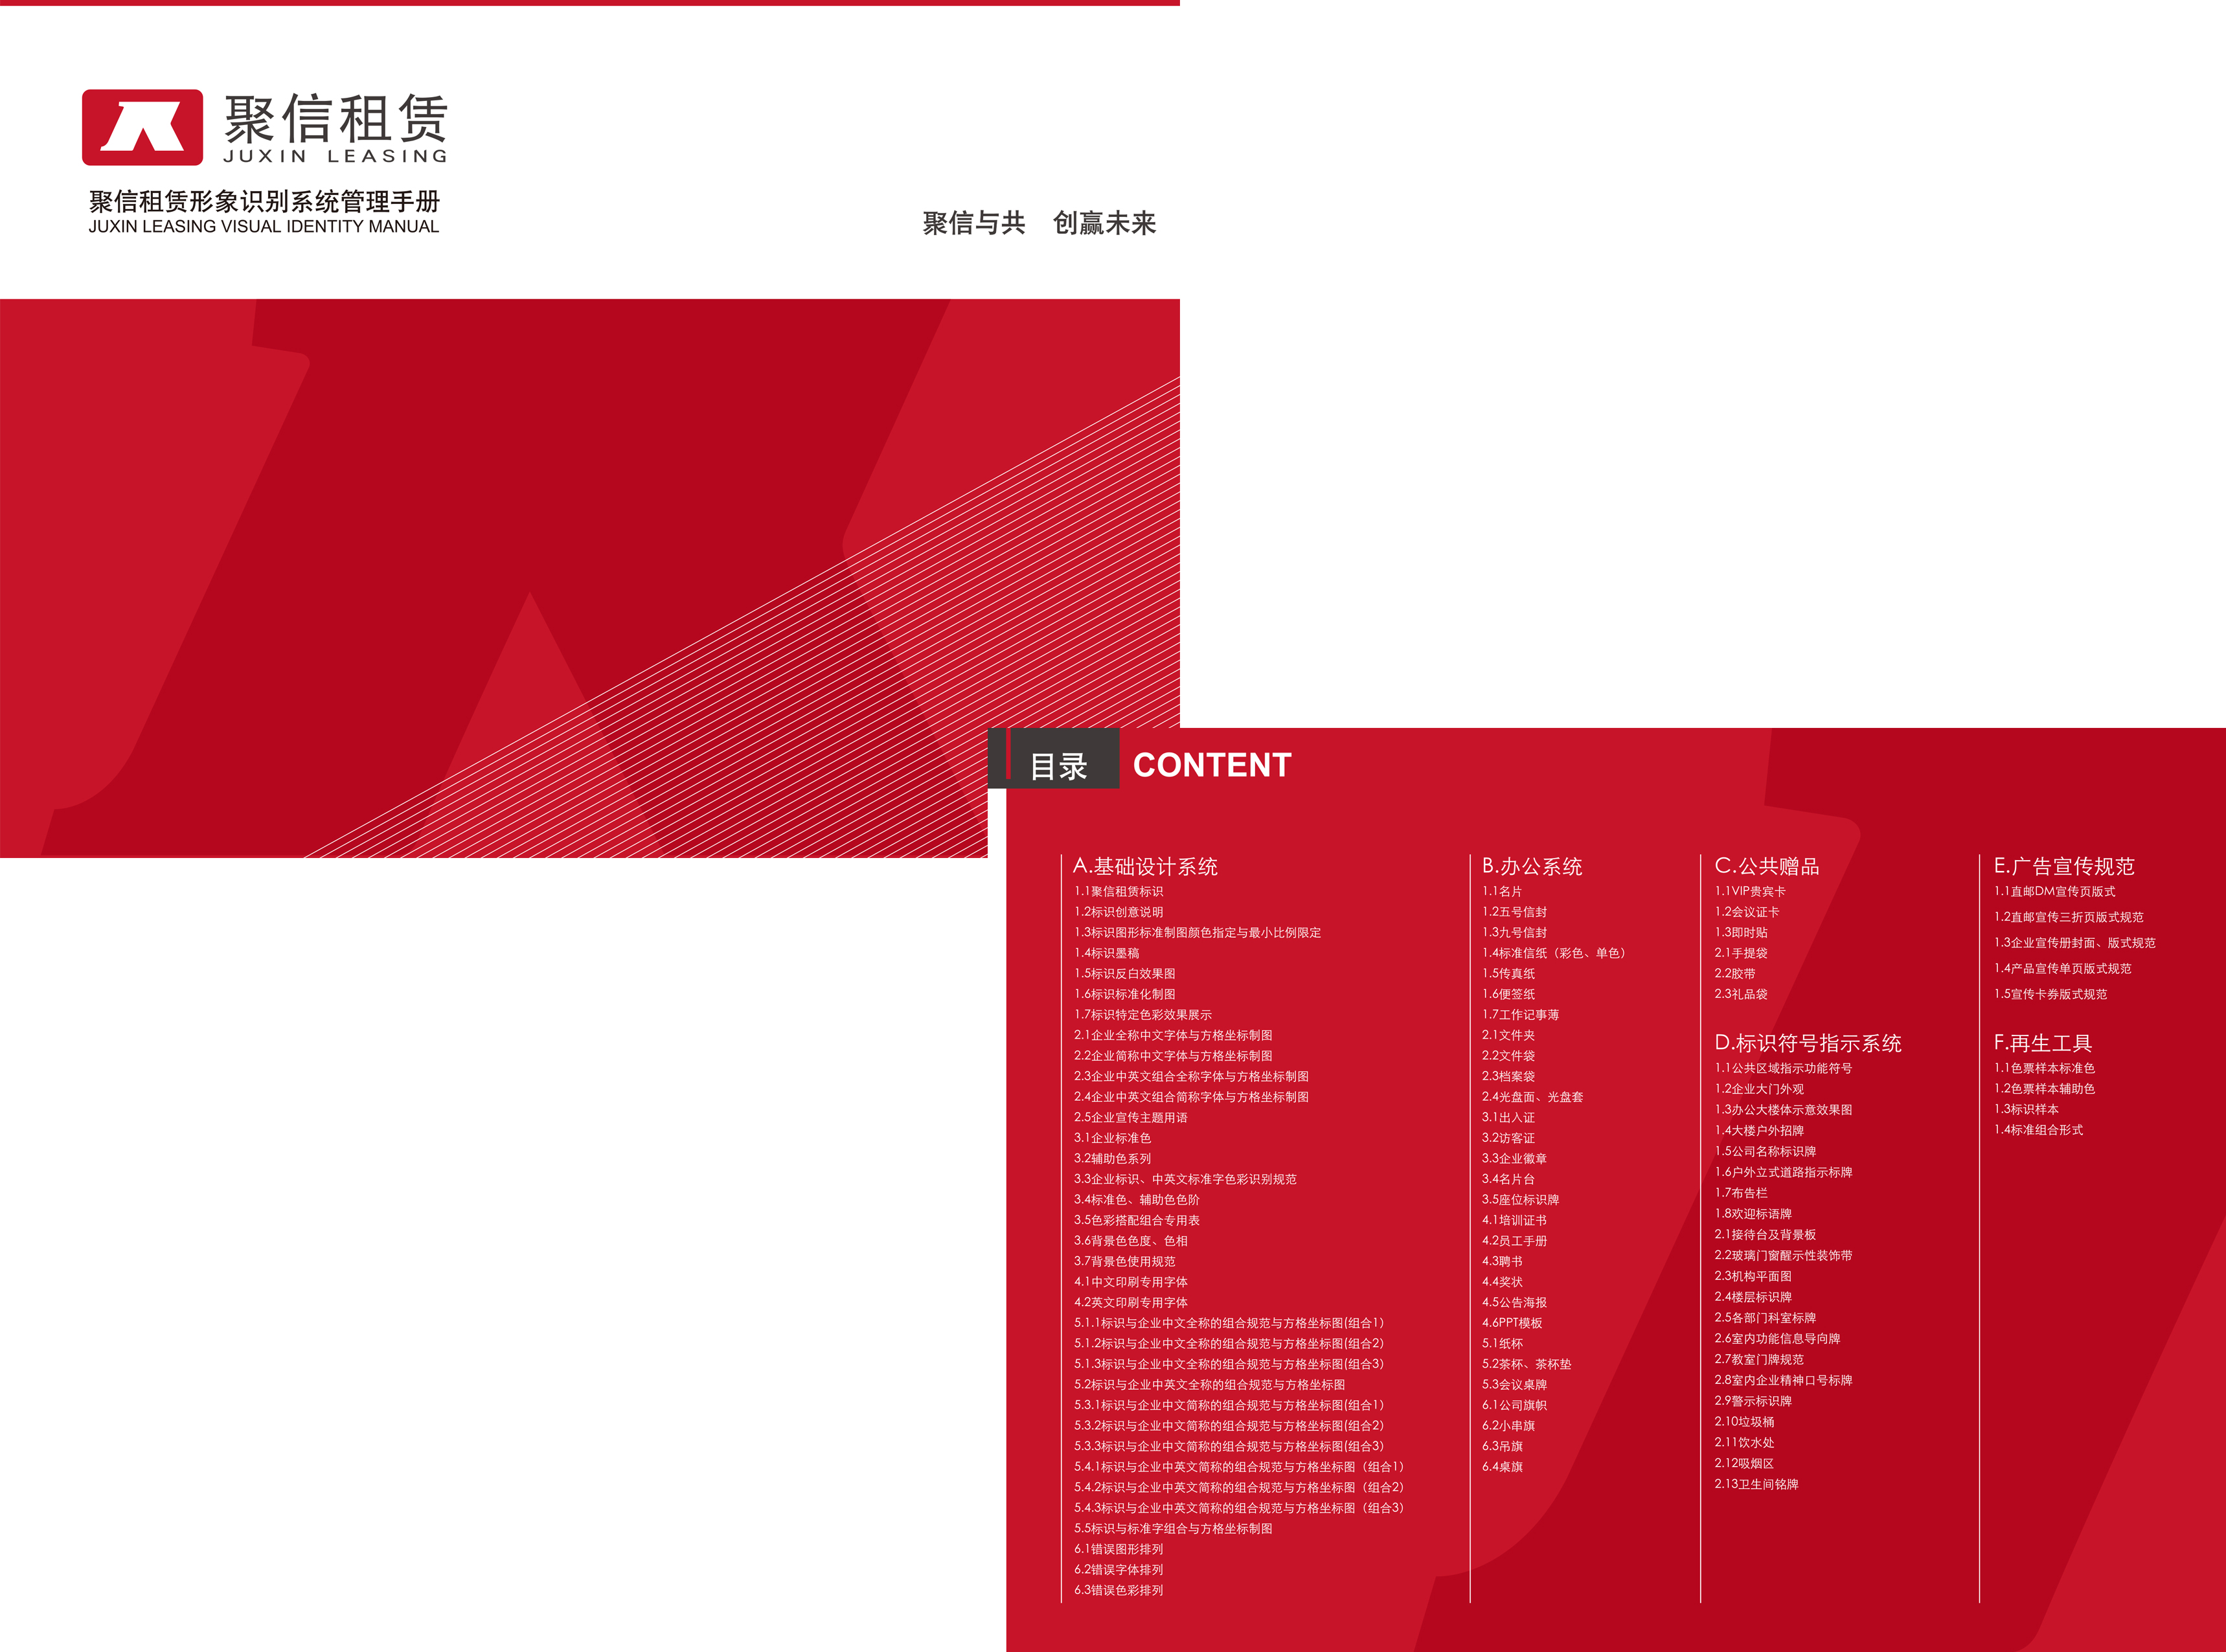 聚信租赁
JUXIN LEASING
聚信租赁形象识别系统管理手册
JUXIN LEASING VISUAL IDENTITY MANUAL
聚信与共 创赢未来
目录 CONTENT
A.基础设计系统
1.1聚信租赁标识
1.2标识创意说明
1.3标识图形标准制图颜色指定与最小比例限定
1.4标识墨稿
1.5标识反白效果图
1.6标识标准化制图
1.7标识特定色彩效果展示
2.1企业全称中文字体与方格坐标制图
2.2企业简称中文字体与方格坐标制图
2.3企业中英文组合全称字体与方格坐标制图
2.4企业中英文组合简称字体与方格坐标制图
2.5企业宣传主题用语
3.1企业标准色
3.2辅助色系列
3.3企业标识、中英文标准字色彩识别规范
3.4标准色、辅助色色阶
3.5色彩搭配组合专用表
3.6背景色色度、色相
3.7背景色使用规范
4.1中文印刷专用字体
4.2英文印刷专用字体
5.1.1标识与企业中文全称的组合规范与方格坐标图(组合1）
5.1.2标识与企业中文全称的组合规范与方格坐标图(组合2）
5.1.3标识与企业中文全称的组合规范与方格坐标图(组合3）
5.2标识与企业中英文全称的组合规范与方格坐标图
5.3.1标识与企业中文简称的组合规范与方格坐标图(组合1）
5.3.2标识与企业中文简称的组合规范与方格坐标图(组合2）
5.3.3标识与企业中文简称的组合规范与方格坐标图(组合3）
5.4.1标识与企业中英文简称的组合规范与方格坐标图（组合1）
5.4.2标识与企业中英文简称的组合规范与方格坐标图（组合2）
5.4.3标识与企业中英文简称的组合规范与方格坐标图（组合3）
5.5标识与标准字组合与方格坐标制图
6.1错误图形排列
6.2错误字体排列
6.3错误色彩排列
B.办公系统
1.1名片
1.2五号信封
1.3九号信封
1.4标准信纸（彩色、单色）
1.5传真纸
1.6便签纸
1.7工作记事薄
2.1文件夹
2.2文件袋
2.3档案袋
2.4光盘面、光盘套
3.1出入证
3.2访客证
3.3企业徽章
3.4名片台
3.5座位标识牌
4.1培训证书
4.2员工手册
4.3聘书
4.4奖状
4.5公告海报
4.6PPT模板
5.1纸杯
5.2茶杯、茶杯垫
5.3会议桌牌
6.1公司旗帜
6.2小串旗
6.3吊旗
6.4桌旗
C.公共赠品
1.1VIP贵宾卡
1.2会议证卡
1.3即时贴
2.1手提袋
2.2胶带
2.3礼品袋
D.标识符号指示系统
1.1公共区域指示功能符号
1.2企业大门外观
1.3办公大楼体示意效果图
1.4大楼户外招牌
1.5公司名称标识牌
1.6户外立式道路指示标牌
1.7布告栏
1.8欢迎标语牌
2.1接待台及背景板
2.2玻璃门窗醒示性装饰带
2.3机构平面图
2.4楼层标识牌
2.5各部门科室标牌
2.6室内功能信息导向牌
2.7教室门牌规范
2.8室内企业精神口号标牌
2.9警示标识牌
2.10垃圾桶
2.11饮水处
2.12吸烟区
2.13卫生间铭牌
E.广告宣传规范
1.1直邮DM宣传页版式
1.2直邮宣传三折页版式规范
1.3企业宣传册封面、版式规范
1.4产品宣传单页版式规范
1.5宣传卡券版式规范
F.再生工具
1.1色票样本标准色
1.2色票样本辅助色
1.3标识样本
1.4标准组合形式